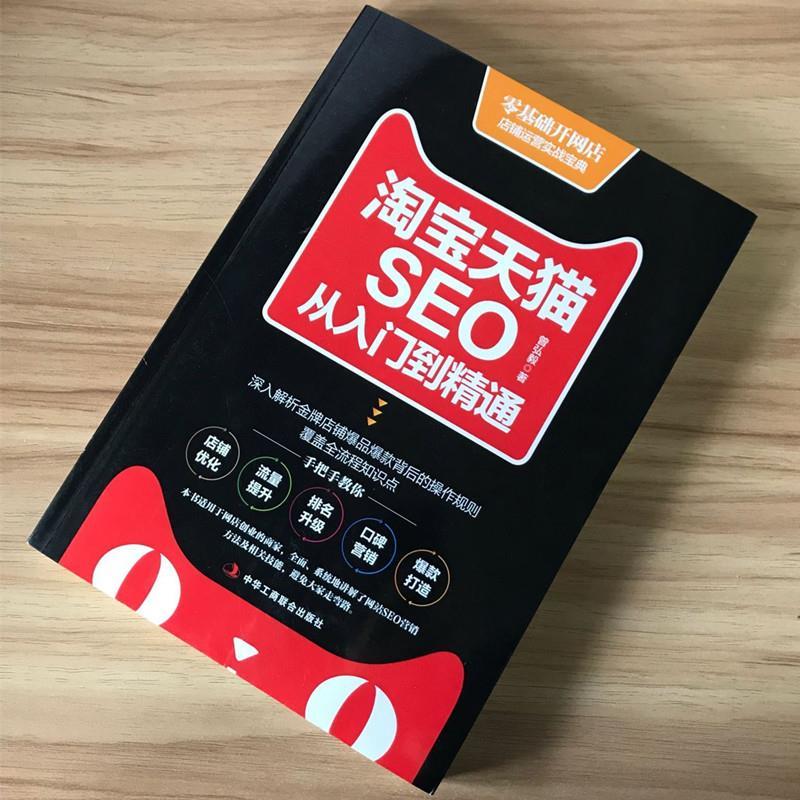 零基础开网店
店铺运营实战宝典
淘宝天猫
SEO
从入门到精通
曾弘毅◎著
深入解析金牌店铺爆品爆款背后的操作规则
覆盖全流程知识点
手把手教你
店铺
优化
流量
提升
排名
升级
口碑
营销
爆款
打造
本书适用于网店创业的商家,全面、系统地讲解了网站SEO营销
方法及相关技能,避免大家走弯路。
中华工商联合出版社